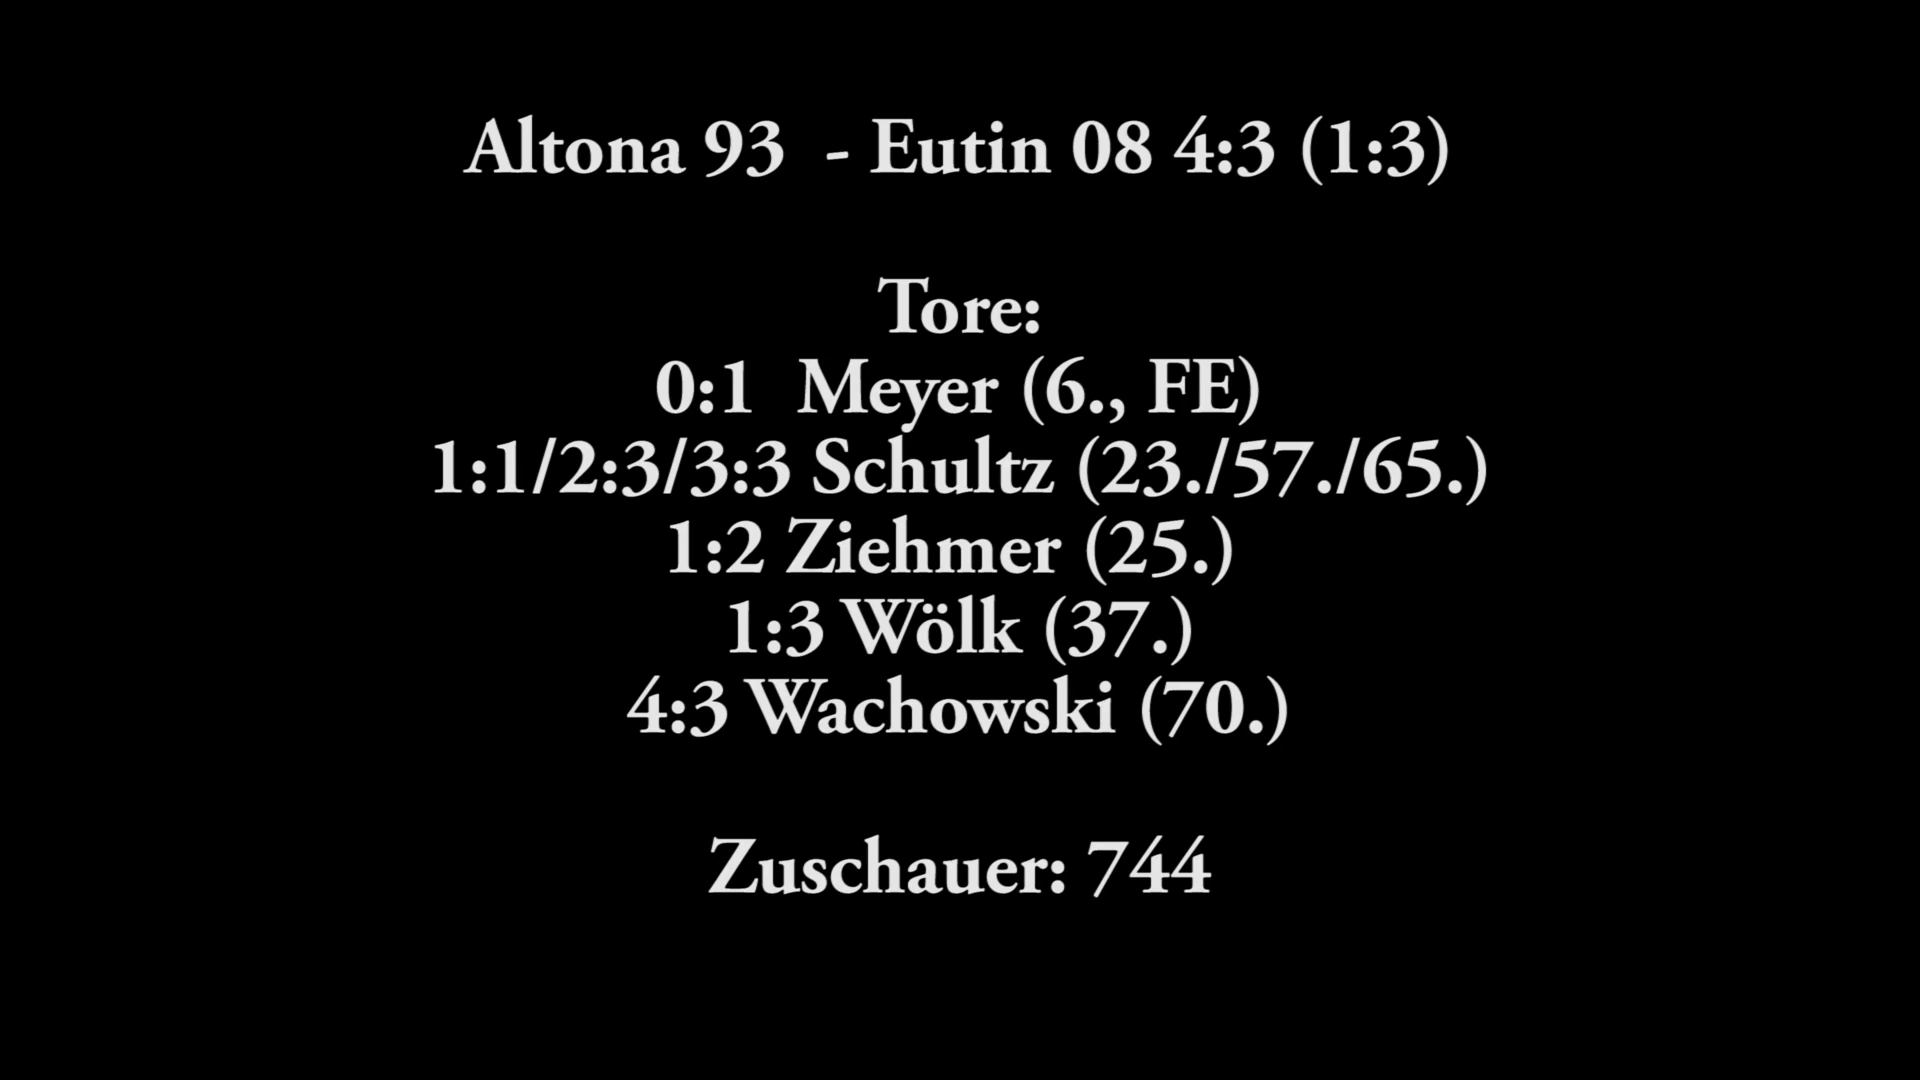 Altona 93  - Eutin 08 4:3 (1:3)
Tore:
0:1  Meyer (6., FE)
1:1/2:3/3:3 Schultz (23./57./65.)
1:2 Ziehmer (25.)
1:3 Wölk (37.)
4:3 Wachowski (70.)
Zuschauer: 744